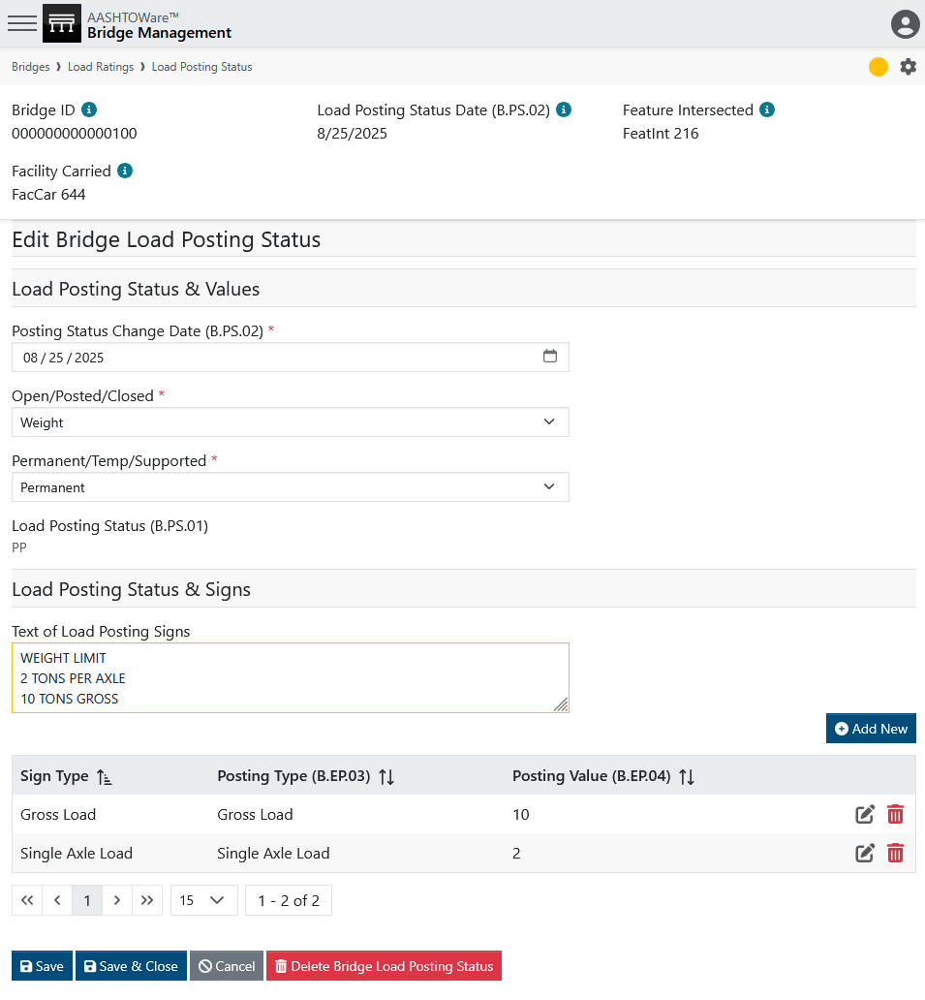 AASHTOWare™
Bridge Management
Bridges > Load Ratings > Load Posting Status
Bridge ID
000000000000100
Load Posting Status Date (B.PS.02)
8/25/2025
Feature Intersected
FeatInt 216
Facility Carried
FacCar 644
Edit Bridge Load Posting Status
Load Posting Status & Values
Posting Status Change Date (B.PS.02) *
08 / 25 / 2025
Open/Posted/Closed *
Weight
Permanent/Temp/Supported *
Permanent
Load Posting Status (B.PS.01)
PP
Load Posting Status & Signs
Text of Load Posting Signs
WEIGHT LIMIT
2 TONS PER AXLE
10 TONS GROSS
Add New
Sign Type Posting Type (B.EP.03) Posting Value (B.EP.04)
Gross Load Gross Load 10
Single Axle Load Single Axle Load 2
1 15 1 - 2 of 2
Save Save & Close Cancel Delete Bridge Load Posting Status